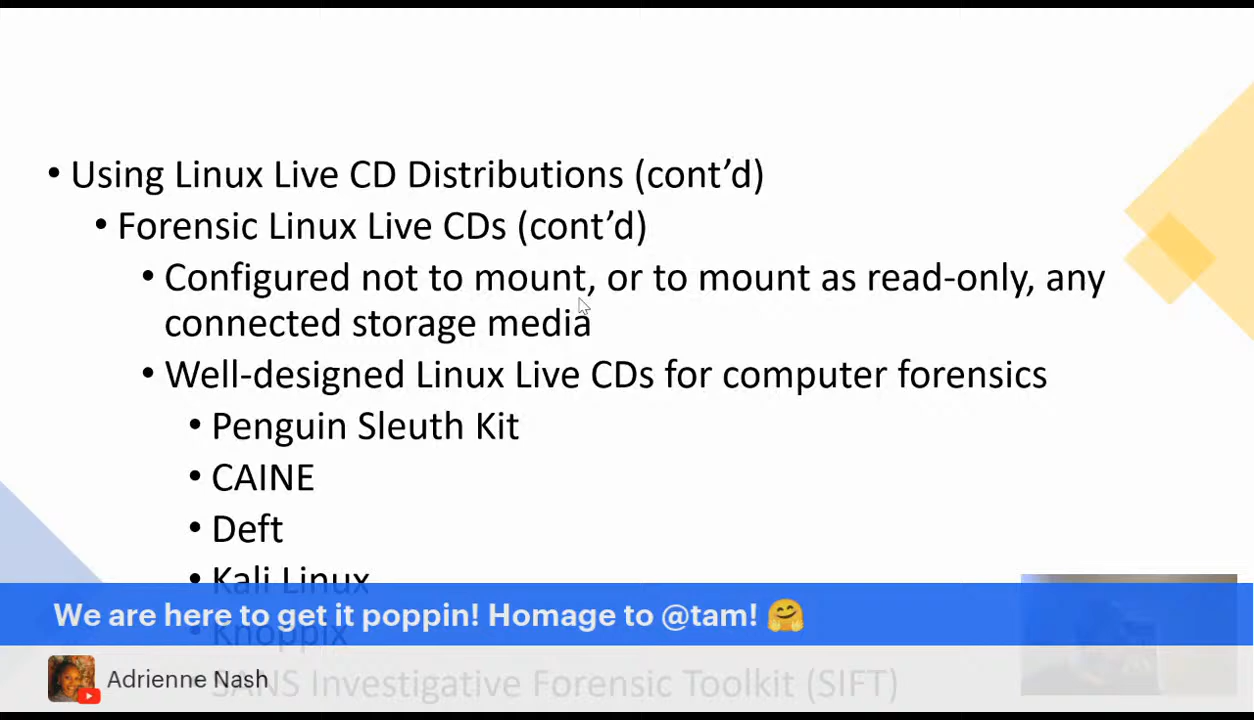 • Using Linux Live CD Distributions (cont’d)
• Forensic Linux Live CDs (cont’d)
• Configured not to mount, or to mount as read-only, any
connected storage media
• Well-designed Linux Live CDs for computer forensics
• Penguin Sleuth Kit
• CAINE
• Deft
• Kali Linux
We are here to get it poppin! Homage to @tam! 🤗
• Knoppix
Adrienne Nash
SANS Investigative Forensic Toolkit (SIFT)